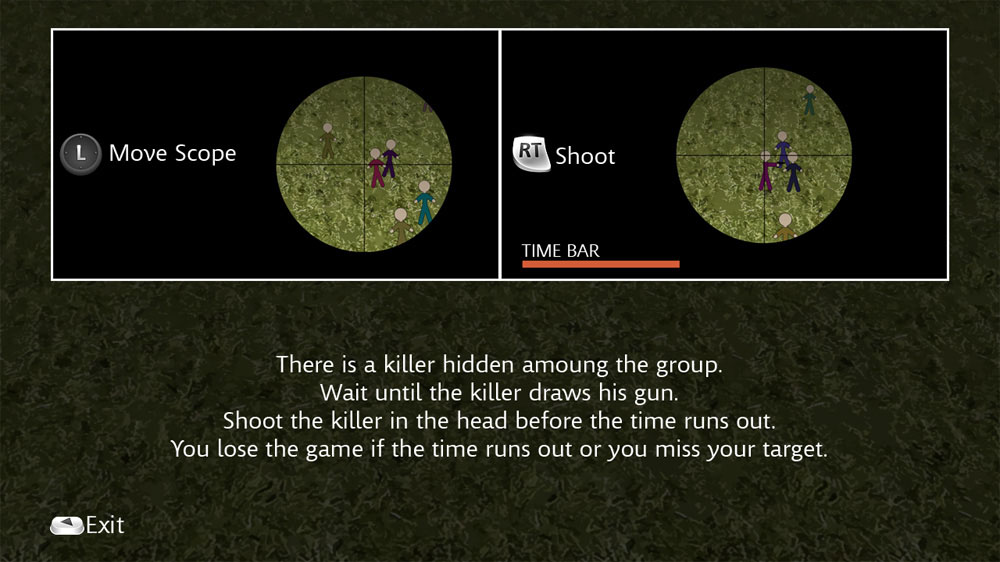 L Move Scope
RT Shoot
TIME BAR
There is a killer hidden amoung the group.
Wait until the killer draws his gun.
Shoot the killer in the head before the time runs out.
You lose the game if the time runs out or you miss your target.
Exit